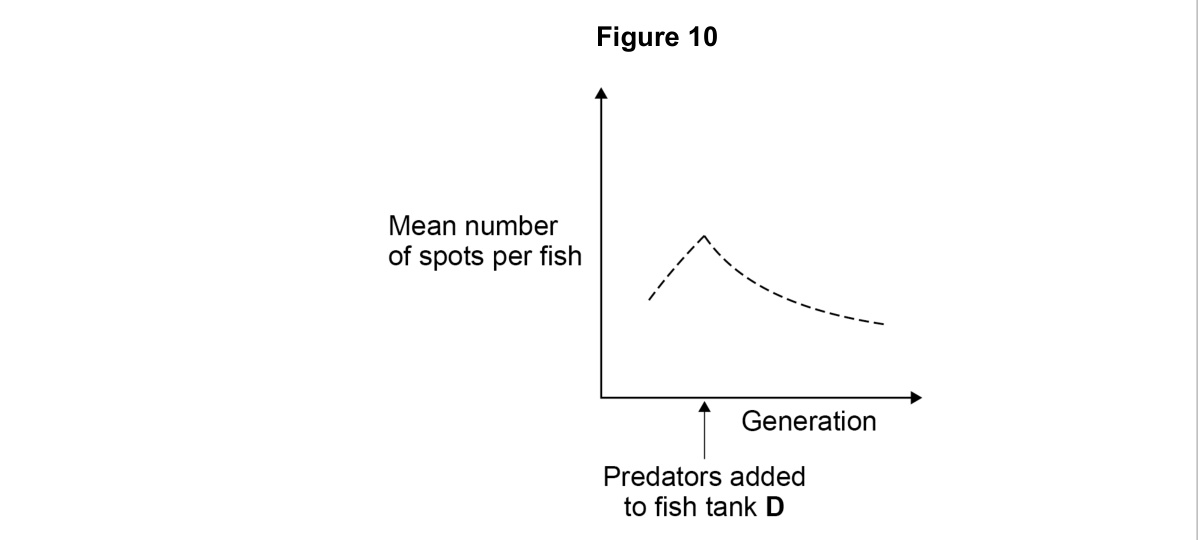 Figure 10
Mean number
of spots per fish
Generation
Predators added
to fish tank D